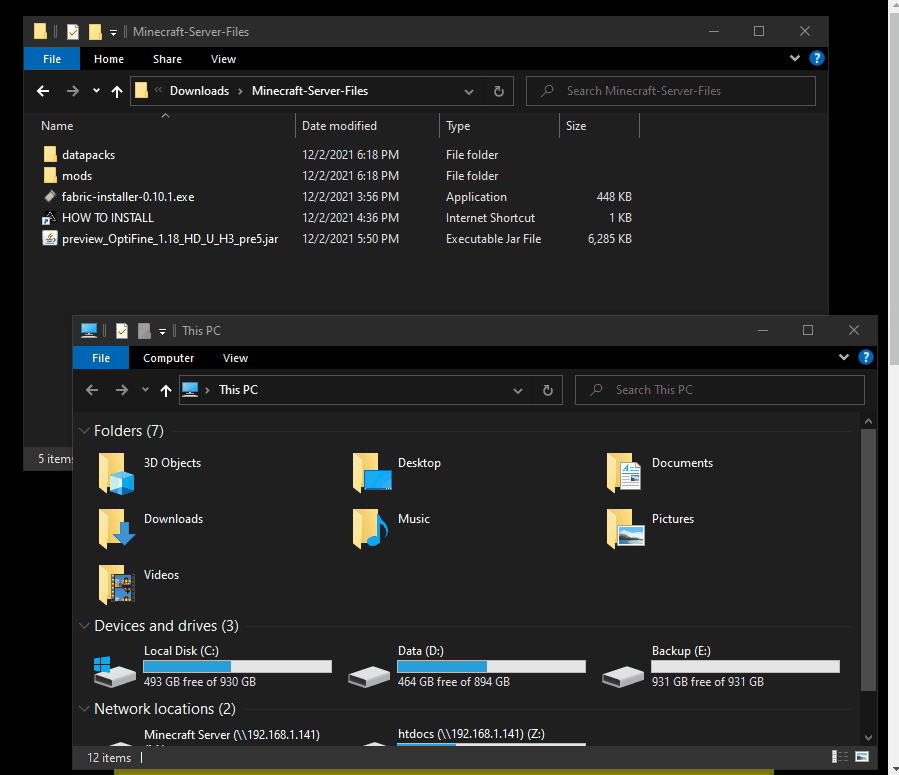 Minecraft-Server-Files
File Home Share View
« Downloads › Minecraft-Server-Files Search Minecraft-Server-Files
Name Date modified Type Size
datapacks 12/2/2021 6:18 PM File folder
mods 12/2/2021 6:18 PM File folder
fabric-installer-0.10.1.exe 12/2/2021 3:56 PM Application 448 KB
HOW TO INSTALL 12/2/2021 4:36 PM Internet Shortcut 1 KB
preview_OptiFine_1.18_HD_U_H3_pre5.jar 12/2/2021 5:50 PM Executable Jar File 6,285 KB
5 items
This PC
File Computer View
› This PC Search This PC
Folders (7)
3D Objects Desktop Documents
Downloads Music Pictures
Videos
Devices and drives (3)
Local Disk (C:) Data (D:) Backup (E:)
493 GB free of 930 GB 464 GB free of 894 GB 931 GB free of 931 GB
Network locations (2)
Minecraft Server (\\192.168.1.141) htdocs (\\192.168.1.141) (Z:)
12 items